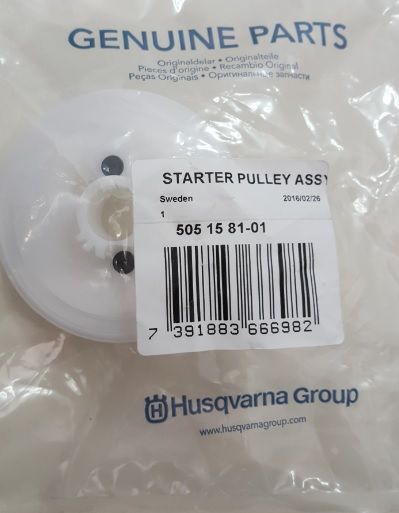 GENUINE PARTS
Originaldelar • Originalteile
Pièces d'origine • Recambio Original
Peças Originais • Оригинальные запчасти
STARTER PULLEY ASSY
Sweden 2016/02/26
1
505 15 81-01
7 391883 666982
Husqvarna Group
www.husqvarnagroup.com